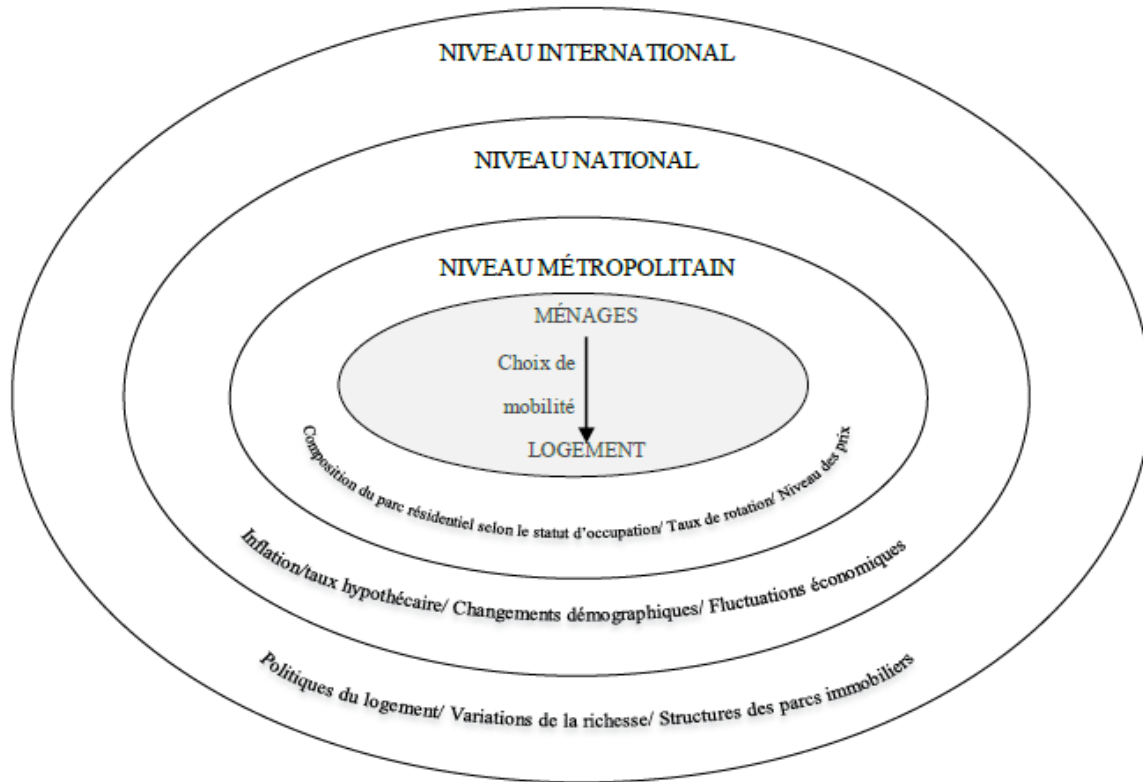 NIVEAU INTERNATIONAL
NIVEAU NATIONAL
NIVEAU MÉTROPOLITAIN
MÉNAGES
Choix de
mobilité
LOGEMENT
Composition du parc résidentiel selon le statut d'occupation/ Taux de rotation/ Niveau des prix
Inflation/taux hypothécaire/ Changements démographiques/ Fluctuations économiques
Politiques du logement/ Variations de la richesse/ Structures des parcs immobiliers